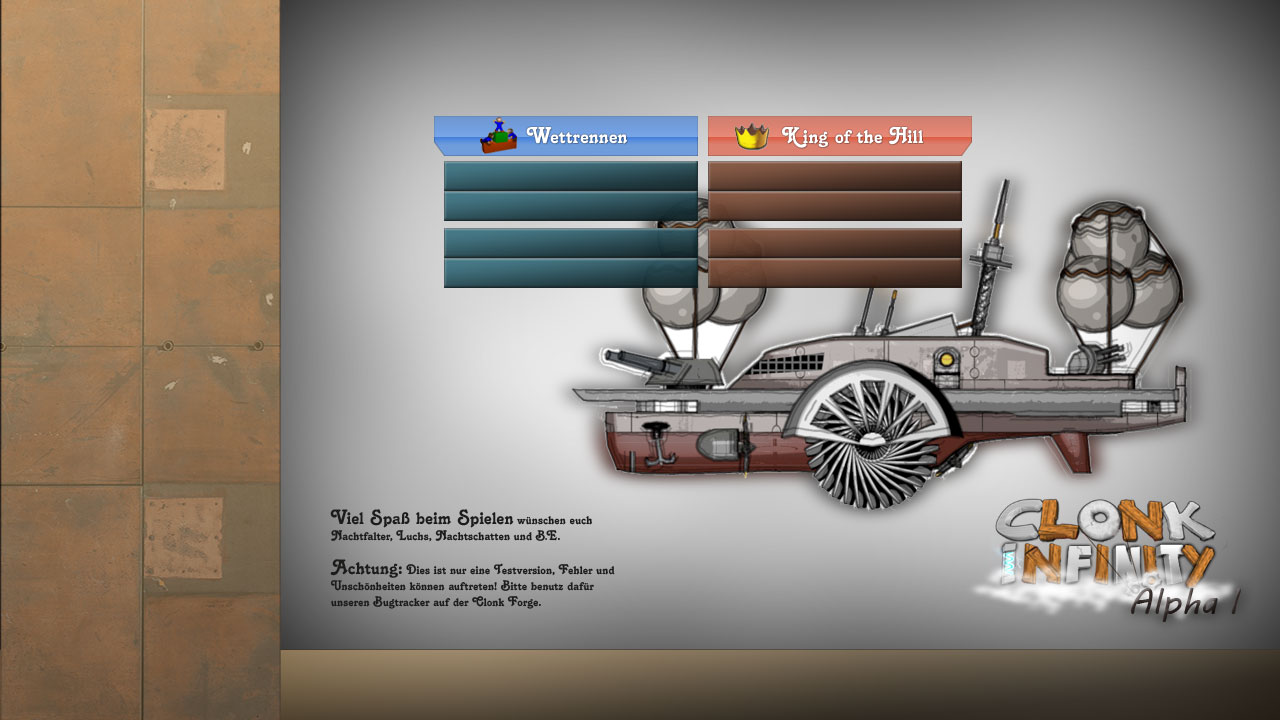 Wettrennen
King of the Hill
Viel Spaß beim Spielen wünschen euch
Nachtfalter, Luchs, Nachtschatten und B.E.
Achtung: Dies ist nur eine Testversion, Fehler und
Unschönheiten können auftreten! Bitte benutz dafür
unseren Bugtracker auf der Clonk Forge.
CLONK
INFINITY
Alpha 1